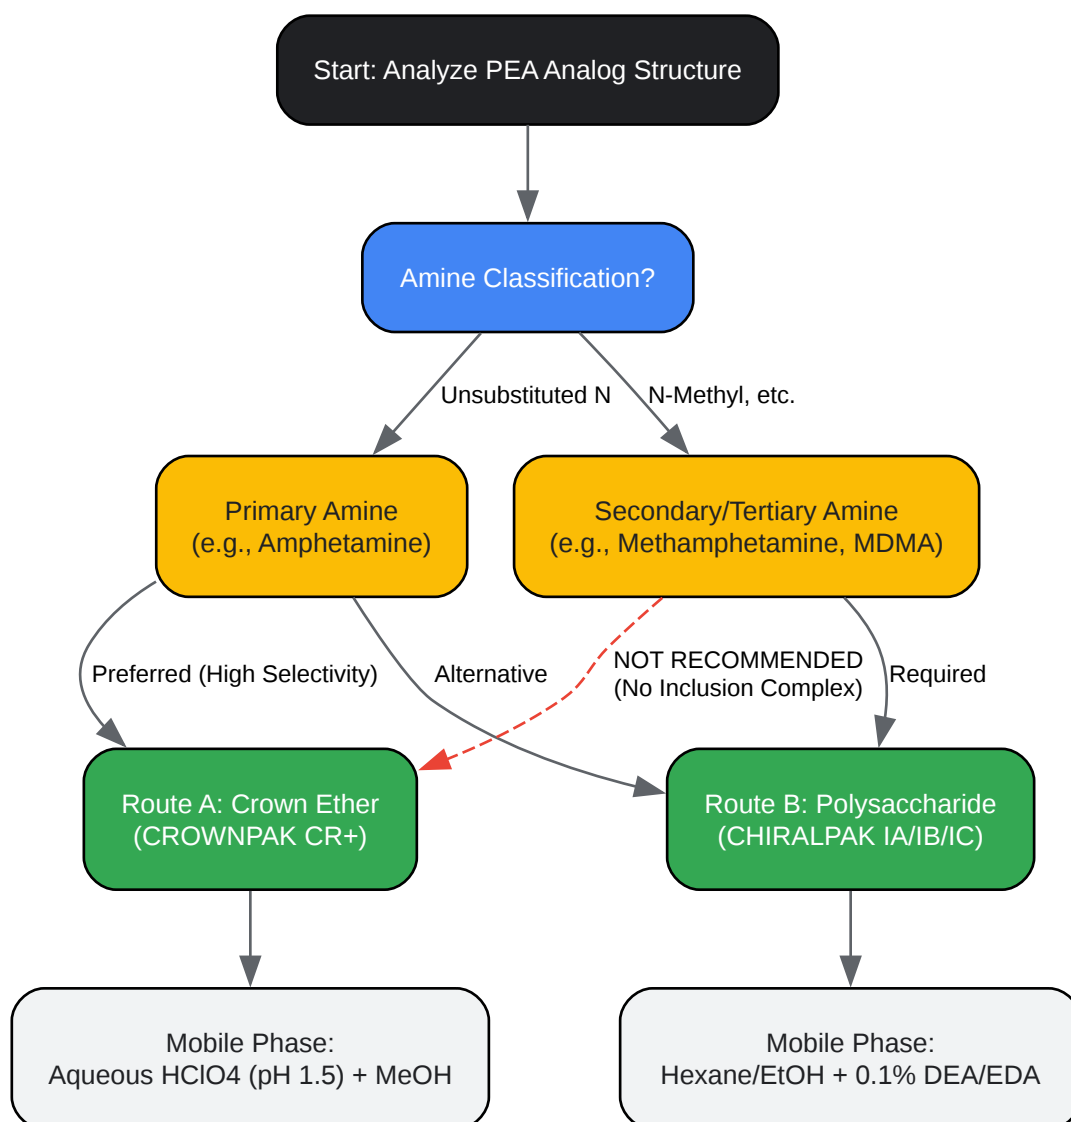 Start: Analyze PEA Analog Structure
Amine Classification?
Unsubstituted N
N-Methyl, etc.
Primary Amine
(e.g., Amphetamine)
Secondary/Tertiary Amine
(e.g., Methamphetamine, MDMA)
Preferred (High Selectivity)
Alternative
NOT RECOMMENDED
(No Inclusion Complex)
Required
Route A: Crown Ether
(CROWNPAK CR+)
Route B: Polysaccharide
(CHIRALPAK IA/IB/IC)
Mobile Phase:
Aqueous HClO4 (pH 1.5) + MeOH
Mobile Phase:
Hexane/EtOH + 0.1% DEA/EDA